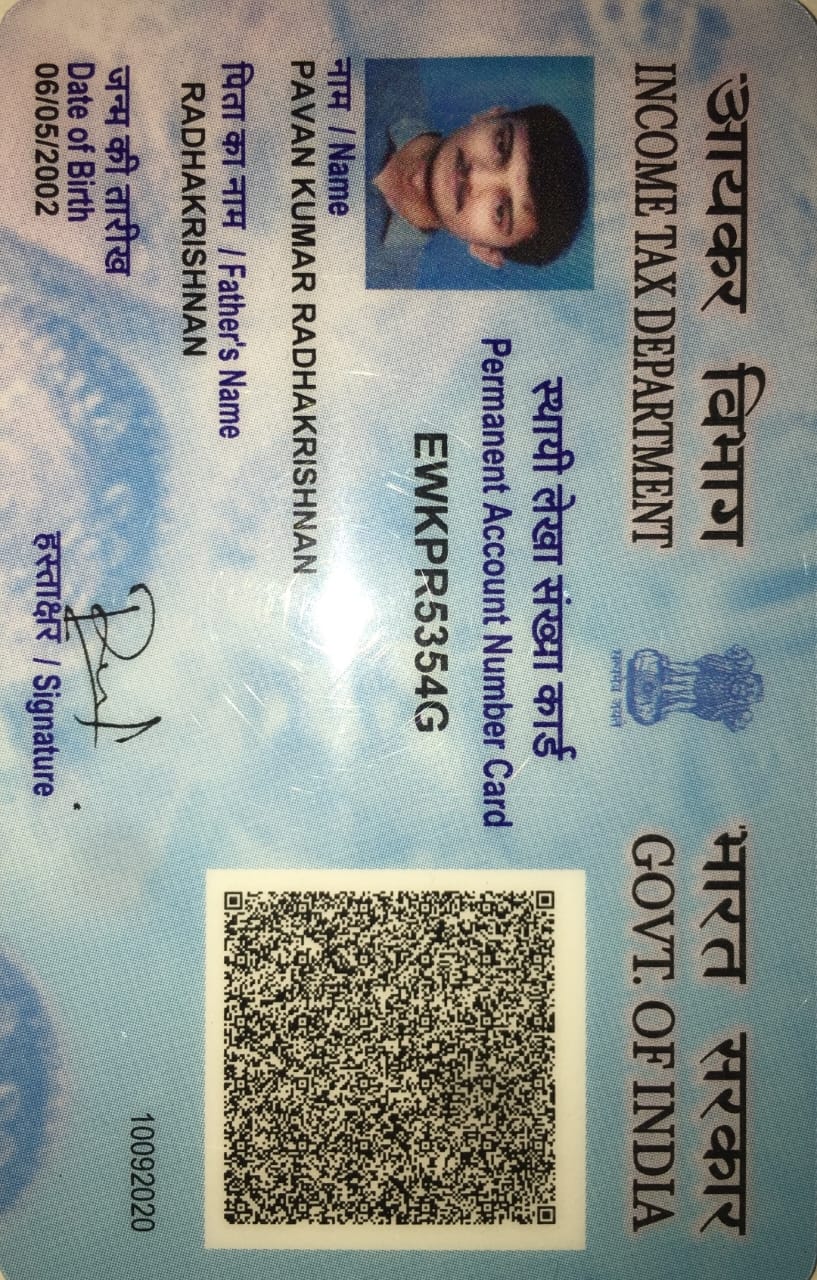 आयकर विभाग
INCOME TAX DEPARTMENT
सत्यमेव जयते
भारत सरकार
GOVT. OF INDIA
स्थायी लेखा संख्या कार्ड
Permanent Account Number Card
EWKPR5354G
नाम / Name
PAVAN KUMAR RADHAKRISHNAN
पिता का नाम / Father's Name
RADHAKRISHNAN
जन्म की तारीख
Date of Birth
06/05/2002
हस्ताक्षर / Signature
10092020